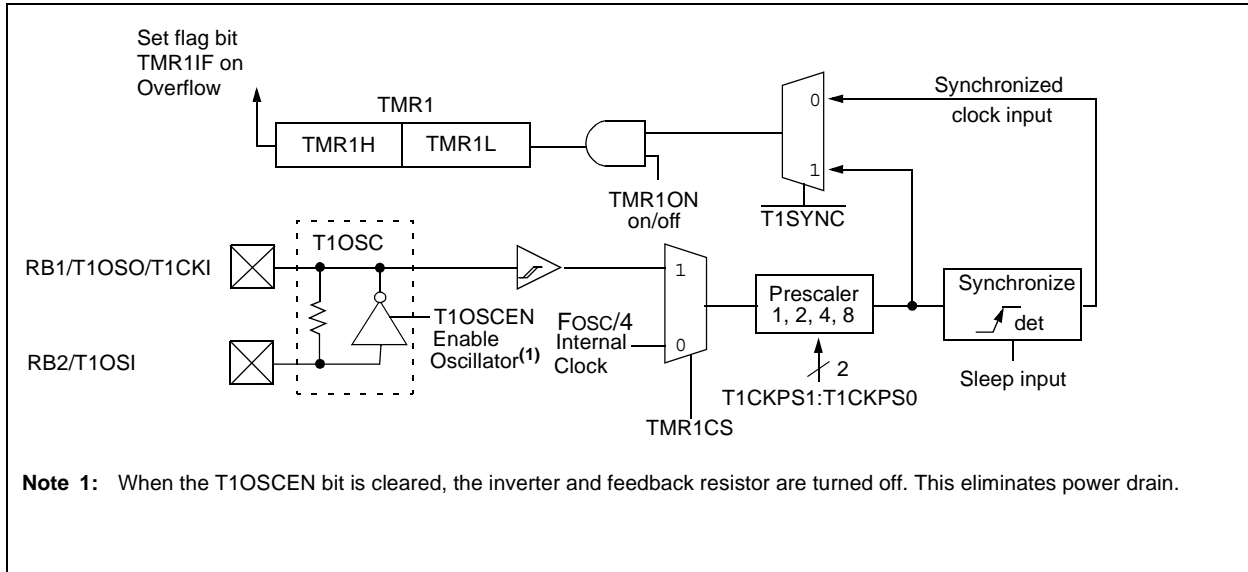 Set flag bit
TMR1IF on
Overflow
TMR1
TMR1H
TMR1L
TMR1ON
on/off
0
1
T1SYNC
Synchronized
clock input
T1OSC
RB1/T1OSO/T1CKI
RB2/T1OSI
T1OSCEN
Enable
Oscillator(1)
FOSC/4
Internal
Clock
1
0
TMR1CS
Prescaler
1, 2, 4, 8
2
T1CKPS1:T1CKPS0
Synchronize
det
Sleep input
Note 1: When the T1OSCEN bit is cleared, the inverter and feedback resistor are turned off. This eliminates power drain.